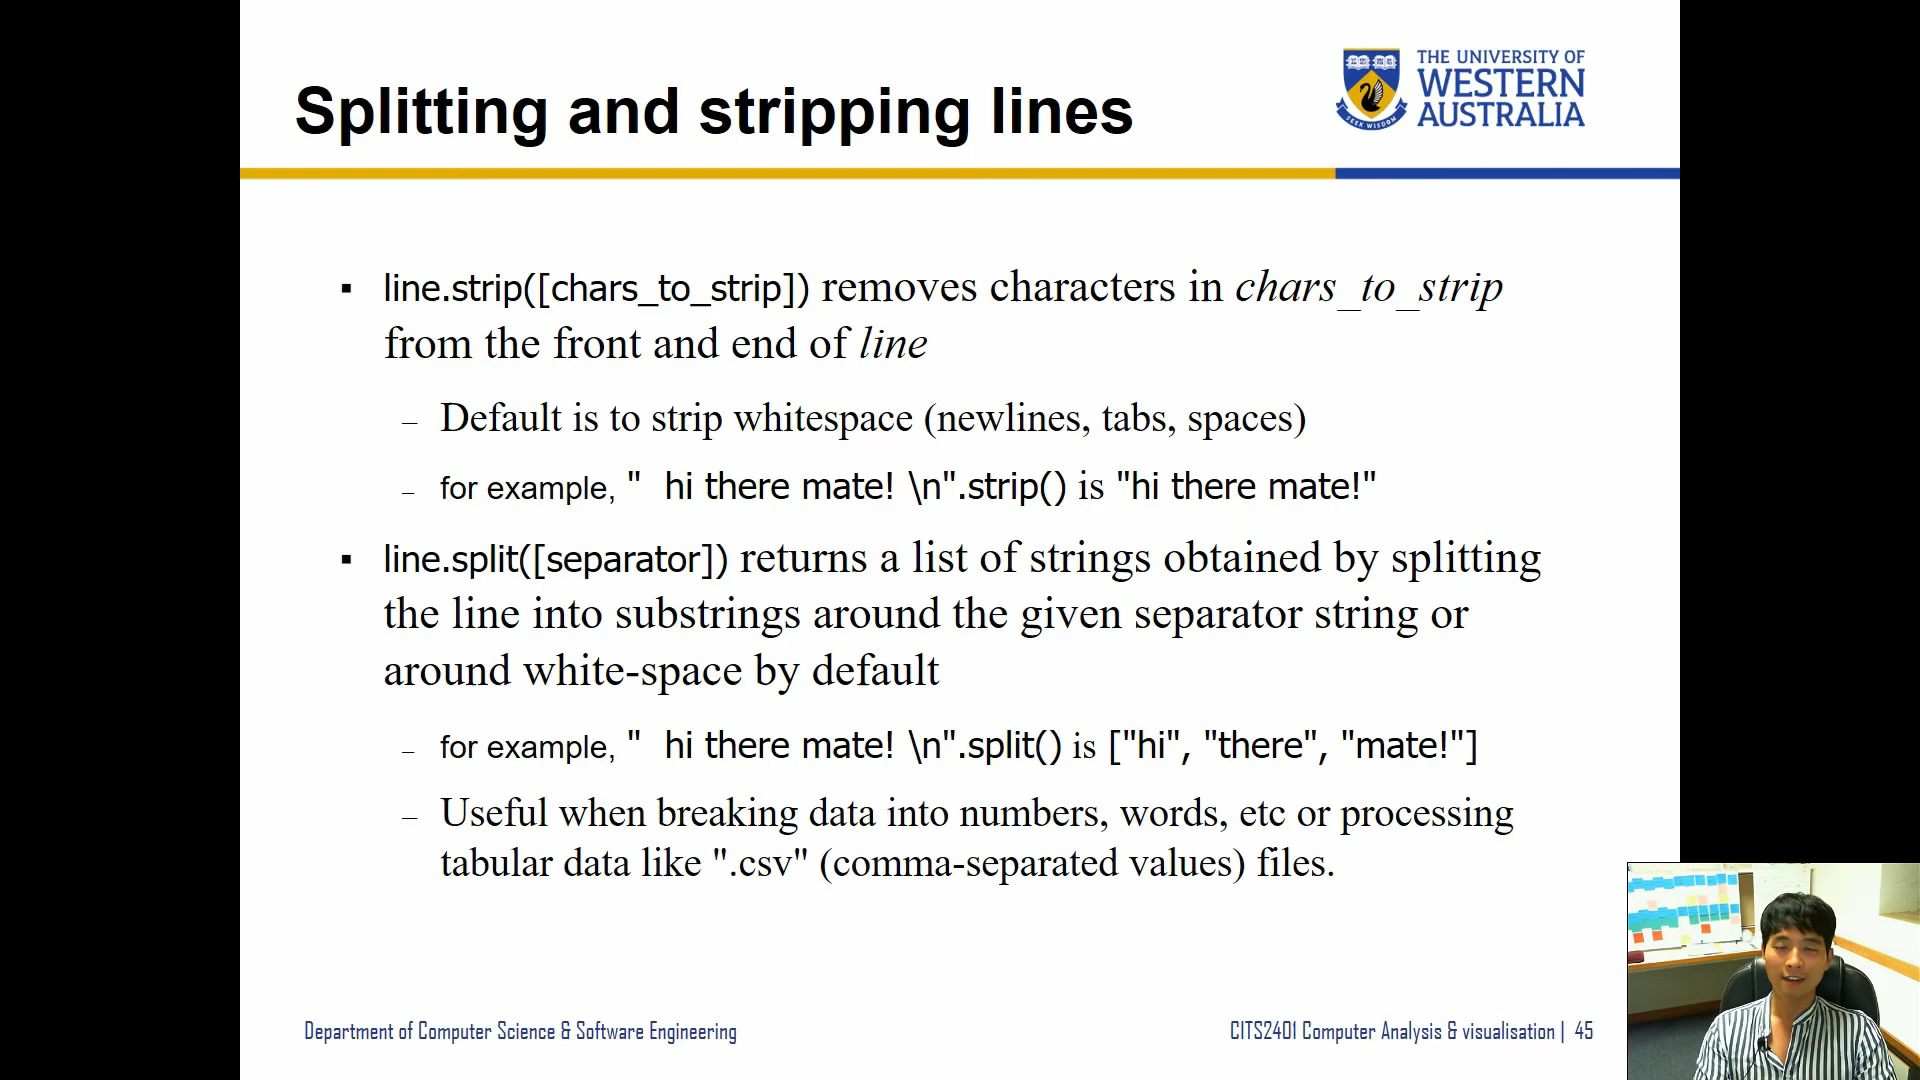 Splitting and stripping lines
THE UNIVERSITY OF
WESTERN
AUSTRALIA
SEEK WISDOM
▪ line.strip([chars_to_strip]) removes characters in chars_to_strip
from the front and end of line
– Default is to strip whitespace (newlines, tabs, spaces)
– for example, "  hi there mate! \n".strip() is "hi there mate!"
▪ line.split([separator]) returns a list of strings obtained by splitting
the line into substrings around the given separator string or
around white-space by default
– for example, "  hi there mate! \n".split() is ["hi", "there", "mate!"]
– Useful when breaking data into numbers, words, etc or processing
tabular data like ".csv" (comma-separated values) files.
Department of Computer Science & Software Engineering
CITS2401 Computer Analysis & visualisation | 45